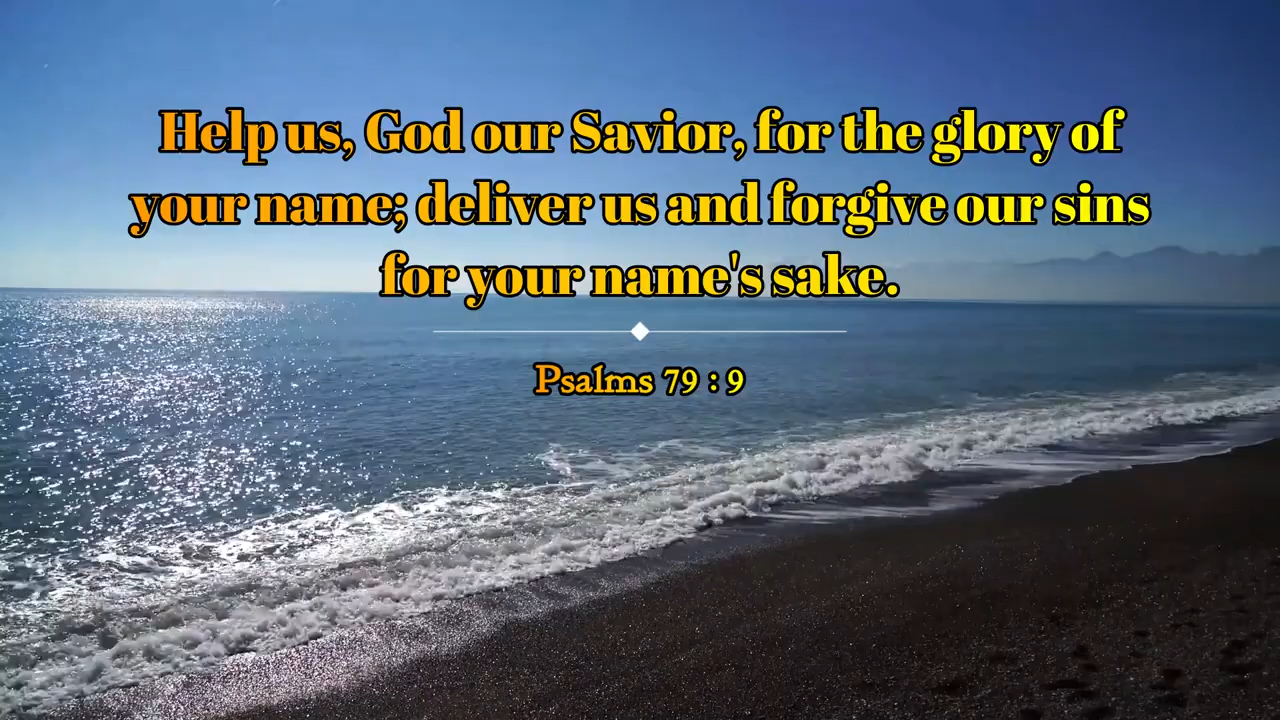 Help us, God our Savior, for the glory of
your name; deliver us and forgive our sins
for your name's sake.
Psalms 79 : 9